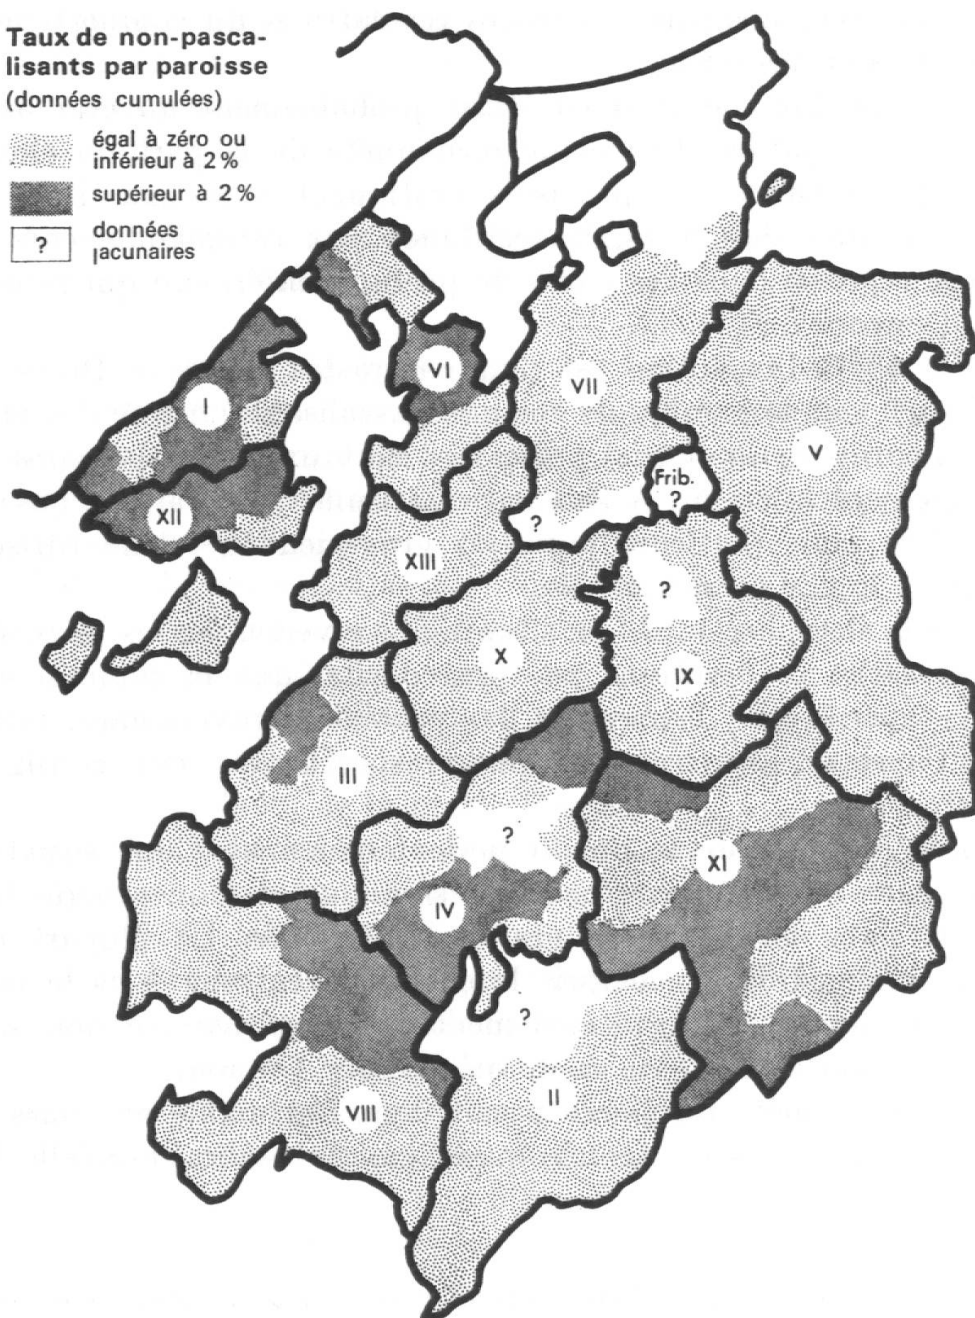 Taux de non-pasca-
lisants par paroisse
(données cumulées)
égal à zéro ou
inférieur à 2 %
supérieur à 2 %
?
données
lacunaires
VI
I
VII
V
XII
Frib.
?
?
XIII
?
X
IX
III
?
XI
IV
?
II
VIII